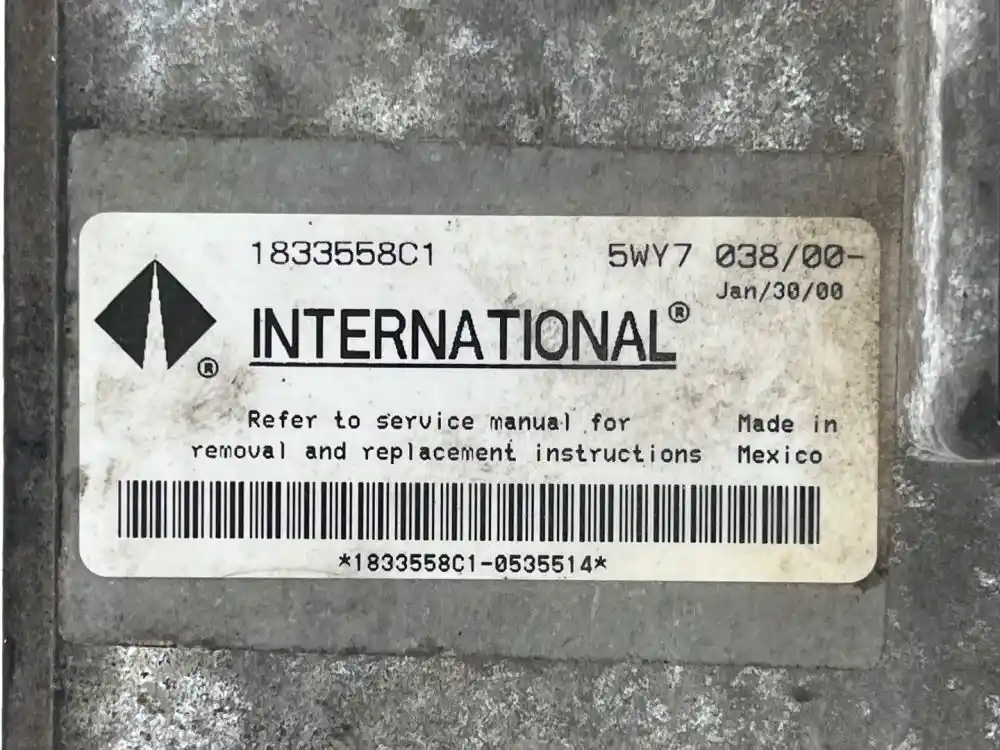 1833558C1 5WY7 038/00-
Jan/30/00
INTERNATIONAL®
®
Refer to service manual for Made in
removal and replacement instructions Mexico
*1833558C1-0535514*